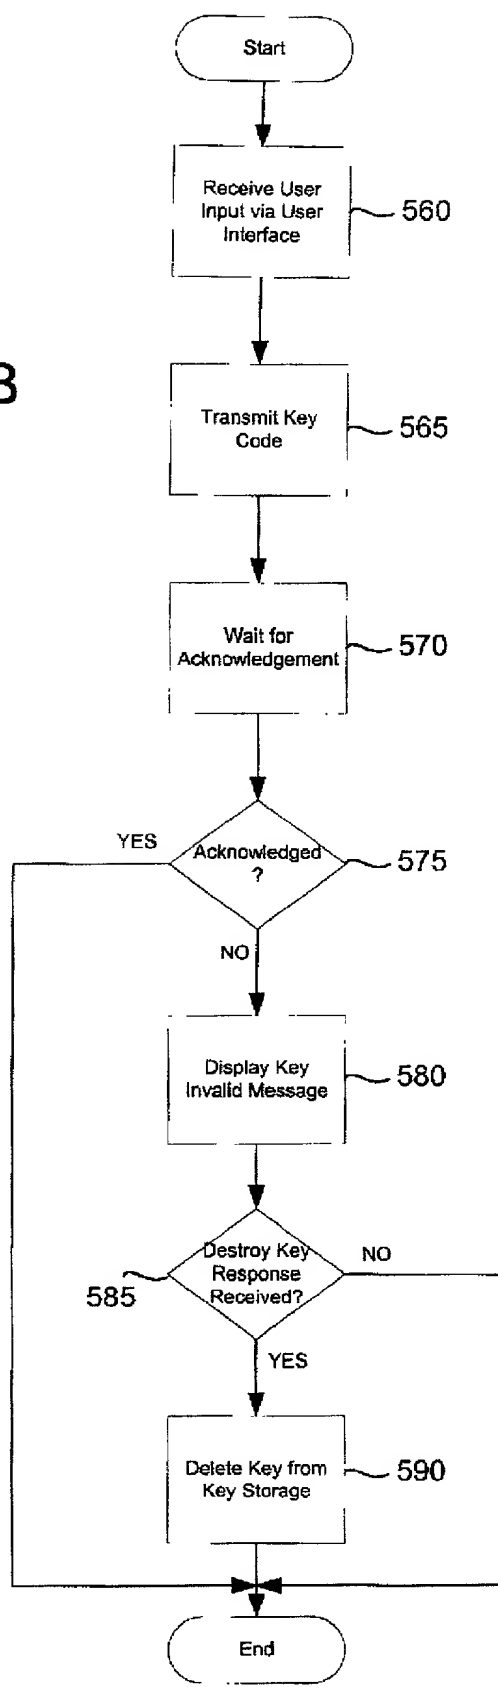 Start
Receive User
Input via User
Interface
560
B
Transmit Key
Code
565
Wait for
Acknowledgement
570
YES
Acknowledged
?
575
NO
Display Key
Invalid Message
580
Destroy Key
Response
Received?
NO
585
YES
Delete Key from
Key Storage
590
End